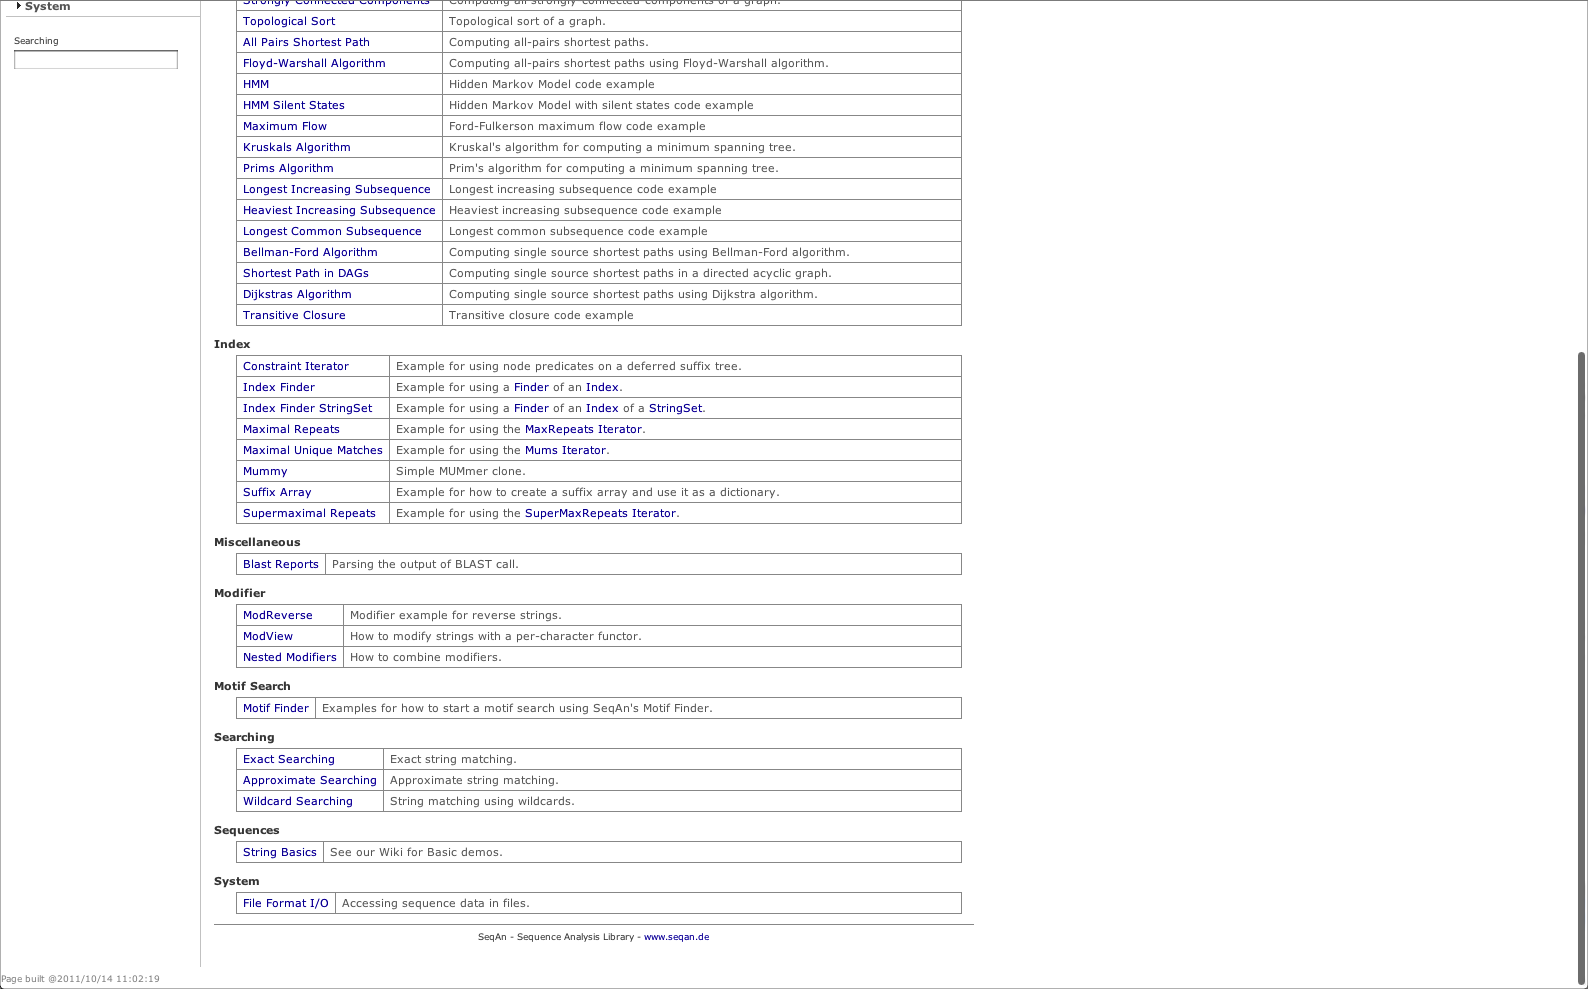 System
Searching
Strongly Connected Components Computing all strongly connected components of a graph.
Topological Sort Topological sort of a graph.
All Pairs Shortest Path Computing all-pairs shortest paths.
Floyd-Warshall Algorithm Computing all-pairs shortest paths using Floyd-Warshall algorithm.
HMM Hidden Markov Model code example
HMM Silent States Hidden Markov Model with silent states code example
Maximum Flow Ford-Fulkerson maximum flow code example
Kruskals Algorithm Kruskal's algorithm for computing a minimum spanning tree.
Prims Algorithm Prim's algorithm for computing a minimum spanning tree.
Longest Increasing Subsequence Longest increasing subsequence code example
Heaviest Increasing Subsequence Heaviest increasing subsequence code example
Longest Common Subsequence Longest common subsequence code example
Bellman-Ford Algorithm Computing single source shortest paths using Bellman-Ford algorithm.
Shortest Path in DAGs Computing single source shortest paths in a directed acyclic graph.
Dijkstras Algorithm Computing single source shortest paths using Dijkstra algorithm.
Transitive Closure Transitive closure code example
Index
Constraint Iterator Example for using node predicates on a deferred suffix tree.
Index Finder Example for using a Finder of an Index.
Index Finder StringSet Example for using a Finder of an Index of a StringSet.
Maximal Repeats Example for using the MaxRepeats Iterator.
Maximal Unique Matches Example for using the Mums Iterator.
Mummy Simple MUMmer clone.
Suffix Array Example for how to create a suffix array and use it as a dictionary.
Supermaximal Repeats Example for using the SuperMaxRepeats Iterator.
Miscellaneous
Blast Reports Parsing the output of BLAST call.
Modifier
ModReverse Modifier example for reverse strings.
ModView How to modify strings with a per-character functor.
Nested Modifiers How to combine modifiers.
Motif Search
Motif Finder Examples for how to start a motif search using SeqAn's Motif Finder.
Searching
Exact Searching Exact string matching.
Approximate Searching Approximate string matching.
Wildcard Searching String matching using wildcards.
Sequences
String Basics See our Wiki for Basic demos.
System
File Format I/O Accessing sequence data in files.
SeqAn - Sequence Analysis Library - www.seqan.de
Page built @2011/10/14 11:02:19